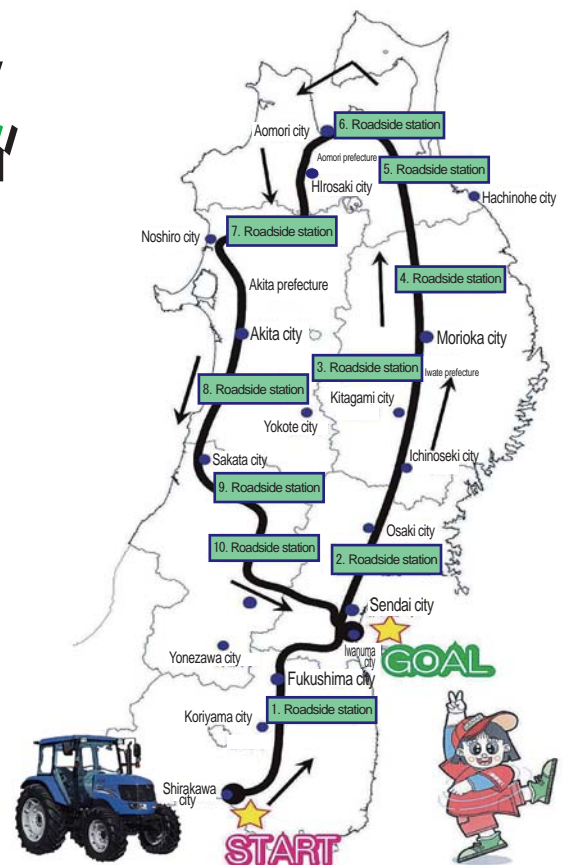 6. Roadside station
Aomori city
Aomori prefecture
5. Roadside station
HIrosaki city
Hachinohe city
7. Roadside station
Noshiro city
4. Roadside station
Akita prefecture
Akita city
Morioka city
3. Roadside station
Iwate prefecture
8. Roadside station
Kitagami city
Yokote city
Ichinoseki city
Sakata city
9. Roadside station
Osaki city
10. Roadside station
2. Roadside station
Sendai city
Iwanuma
city
GOAL
Yonezawa city
Fukushima city
1. Roadside station
Koriyama city
Shirakawa
city
START